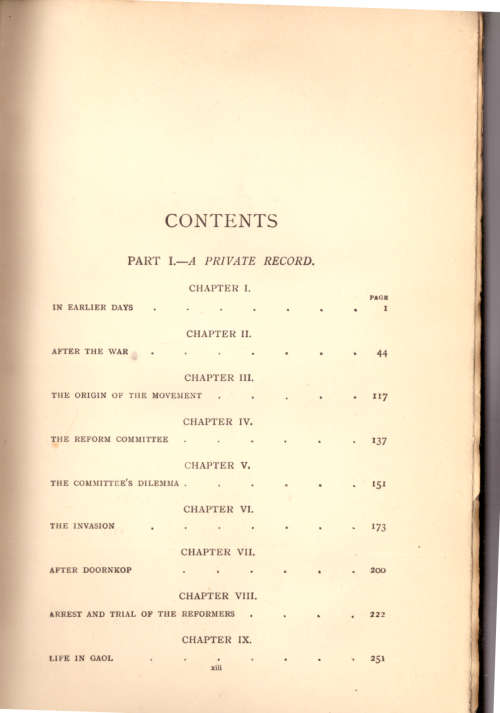 CONTENTS
PART I.—A PRIVATE RECORD.
CHAPTER I.
PAGE
IN EARLIER DAYS . . . . . . . 1
CHAPTER II.
AFTER THE WAR . . . . . . . 44
CHAPTER III.
THE ORIGIN OF THE MOVEMENT . . . . . 117
CHAPTER IV.
THE REFORM COMMITTEE . . . . . . 137
CHAPTER V.
THE COMMITTEE'S DILEMMA . . . . . . 151
CHAPTER VI.
THE INVASION . . . . . . . 173
CHAPTER VII.
AFTER DOORNKOP . . . . . . 200
CHAPTER VIII.
ARREST AND TRIAL OF THE REFORMERS . . . . 222
CHAPTER IX.
LIFE IN GAOL . . . . . . . 251
xiii